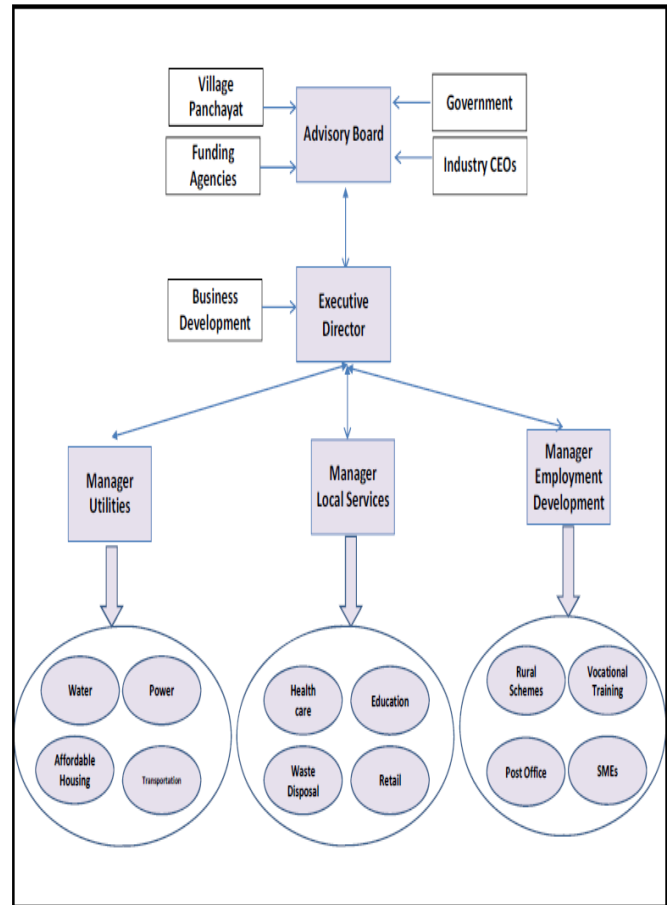 Village
Panchayat
Government
Advisory Board
Funding
Agencies
Industry CEOs
Business
Development
Executive
Director
Manager
Utilities
Manager
Local Services
Manager
Employment
Development
Water
Power
Affordable
Housing
Transportation
Health
care
Education
Waste
Disposal
Retail
Rural
Schemes
Vocational
Training
Post Office
SMEs